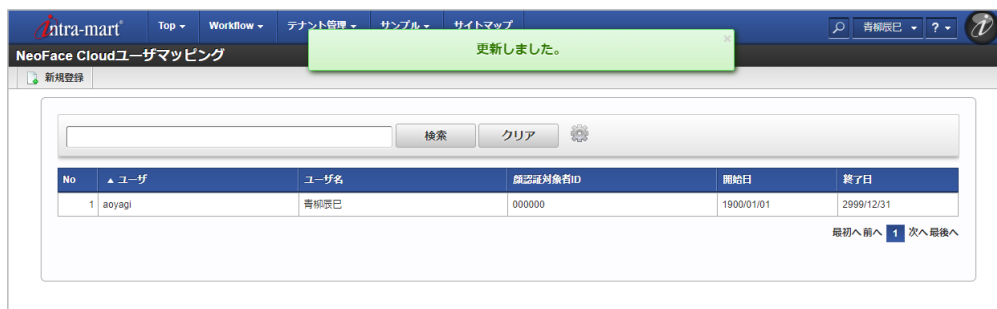 intra-mart Top Workflow テナント管理 サンプル サイトマップ 青柳辰巳 ?
更新しました。 ×
NeoFace Cloudユーザマッピング
新規登録
検索 クリア
No ▲ ユーザ ユーザ名 顔認証対象者ID 開始日 終了日
1 aoyagi 青柳辰巳 000000 1900/01/01 2999/12/31
最初へ 前へ 1 次へ 最後へ